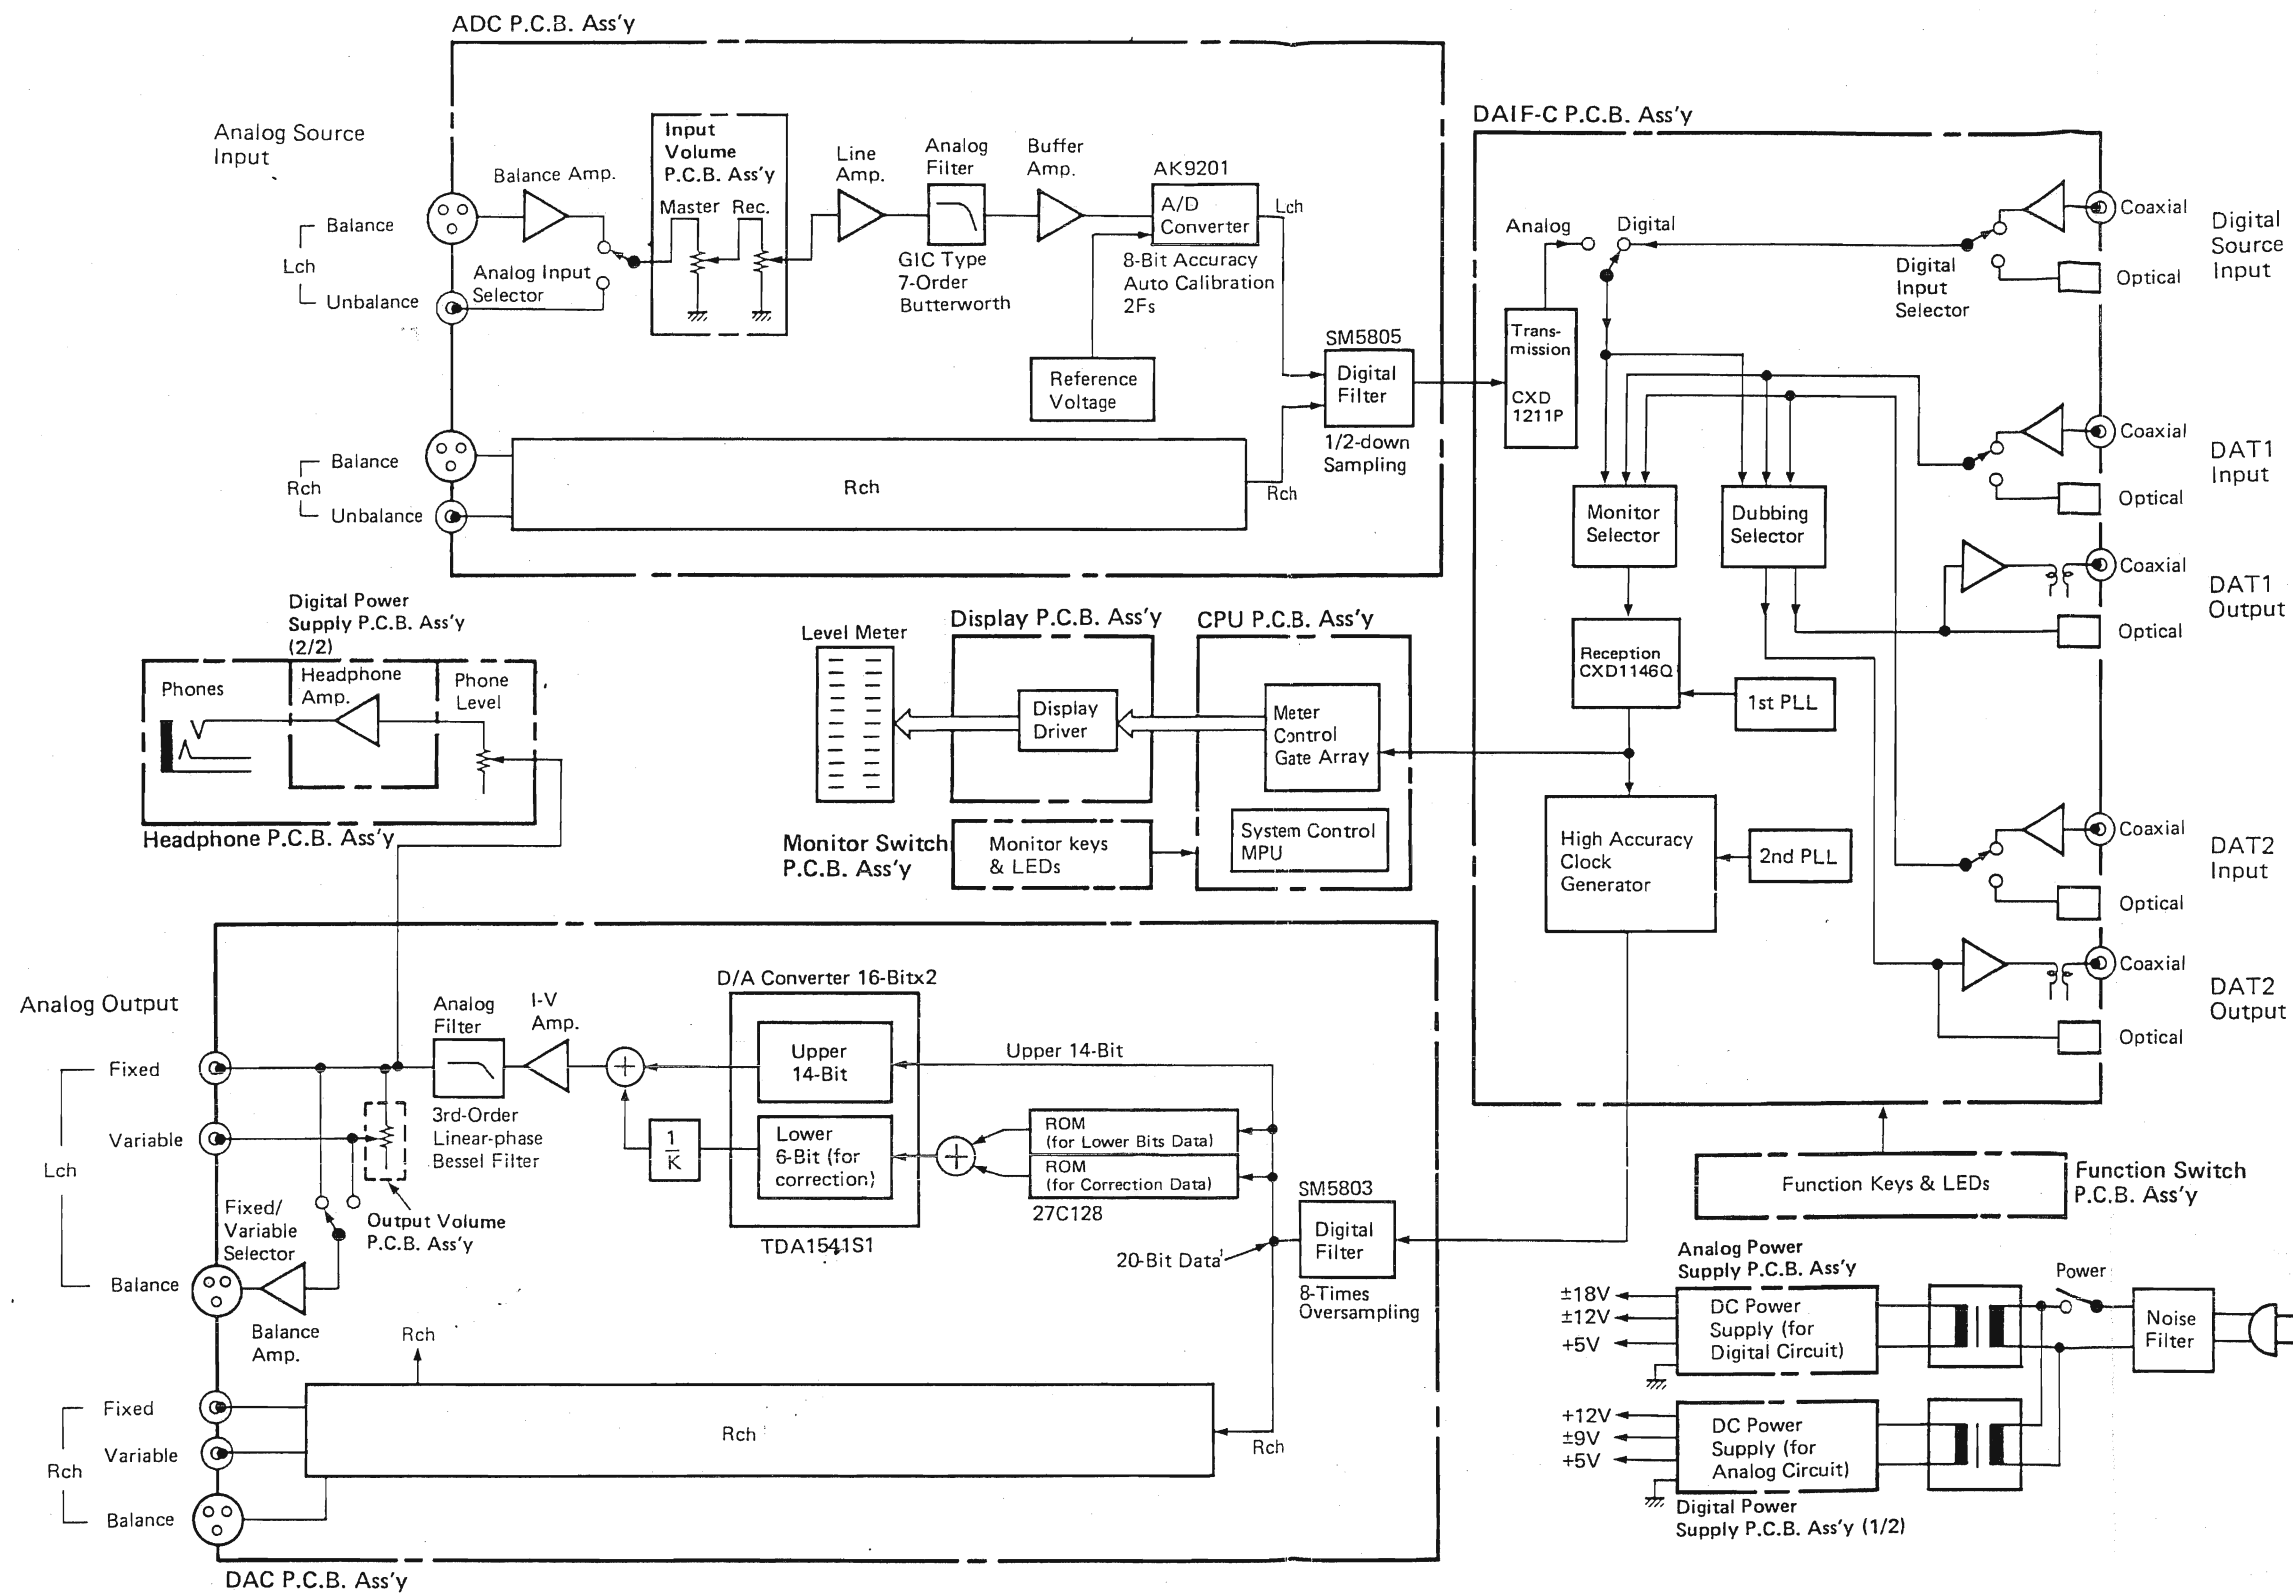 ADC P.C.B. Ass'y
Analog Source
Input
Balance
Lch
Unbalance
Balance Amp.
Analog Input
Selector
Input
Volume
P.C.B. Ass'y
Master Rec.
Line
Amp.
Analog
Filter
GIC Type
7-Order
Butterworth
Buffer
Amp.
AK9201
A/D
Converter
8-Bit Accuracy
Auto Calibration
2Fs
Lch
Reference
Voltage
SM5805
Digital
Filter
1/2-down
Sampling
Balance
Rch
Unbalance
Rch
Rch
DAIF-C P.C.B. Ass'y
Analog
Digital
Trans-
mission
CXD
1211P
Digital
Input
Selector
Coaxial
Optical
Digital
Source
Input
Coaxial
Optical
DAT1
Input
Monitor
Selector
Dubbing
Selector
Coaxial
Optical
DAT1
Output
Reception
CXD1146Q
1st PLL
High Accuracy
Clock
Generator
2nd PLL
Coaxial
Optical
DAT2
Input
Coaxial
Optical
DAT2
Output
Digital Power
Supply P.C.B. Ass'y
(2/2)
Phones
Headphone
Amp.
Phone
Level
Headphone P.C.B. Ass'y
Level Meter
Display P.C.B. Ass'y
Display
Driver
CPU P.C.B. Ass'y
Meter
Control
Gate Array
System Control
MPU
Monitor Switch
P.C.B. Ass'y
Monitor keys
& LEDs
Analog Output
Fixed
Variable
Lch
Balance
Fixed/
Variable
Selector
Balance
Amp.
Output Volume
P.C.B. Ass'y
Analog
Filter
3rd-Order
Linear-phase
Bessel Filter
I-V
Amp.
1
K
D/A Converter 16-Bitx2
Upper
14-Bit
Lower
6-Bit (for
correction)
TDA1541S1
Upper 14-Bit
ROM
(for Lower Bits Data)
ROM
(for Correction Data)
27C128
20-Bit Data
SM5803
Digital
Filter
8-Times
Oversampling
Rch
Fixed
Variable
Rch
Balance
Rch
Rch
DAC P.C.B. Ass'y
Function Keys & LEDs
Function Switch
P.C.B. Ass'y
Analog Power
Supply P.C.B. Ass'y
±18V
±12V
+5V
DC Power
Supply (for
Digital Circuit)
Power
Noise
Filter
+12V
±9V
+5V
DC Power
Supply (for
Analog Circuit)
Digital Power
Supply P.C.B. Ass'y (1/2)